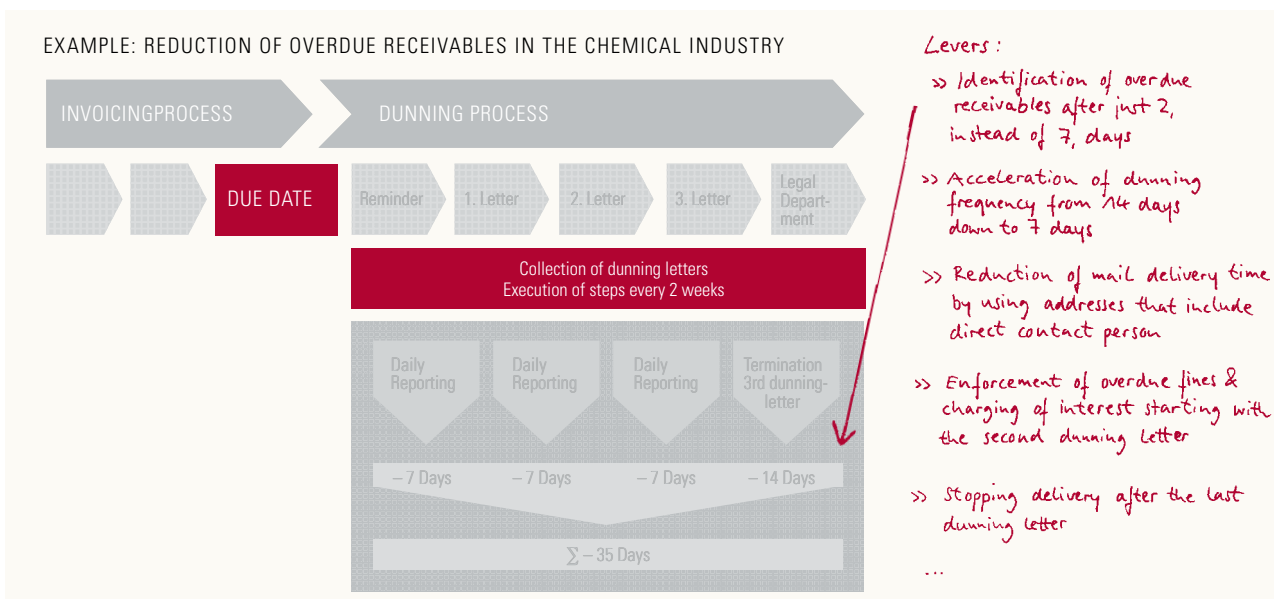 EXAMPLE: REDUCTION OF OVERDUE RECEIVABLES IN THE CHEMICAL INDUSTRY
INVOICINGPROCESS
DUNNING PROCESS
DUE DATE
Reminder
1. Letter
2. Letter
3. Letter
Legal
Depart-
ment
Collection of dunning letters
Execution of steps every 2 weeks
Daily
Reporting
Daily
Reporting
Daily
Reporting
Termination
3rd dunning-
letter
– 7 Days
– 7 Days
– 7 Days
– 14 Days
∑ – 35 Days
Levers:
» Identification of overdue
receivables after just 2,
instead of 7, days
» Acceleration of dunning
frequency from 14 days
down to 7 days
» Reduction of mail delivery time
by using addresses that include
direct contact person
» Enforcement of overdue fines &
charging of interest starting with
the second dunning letter
» Stopping delivery after the last
dunning letter
...